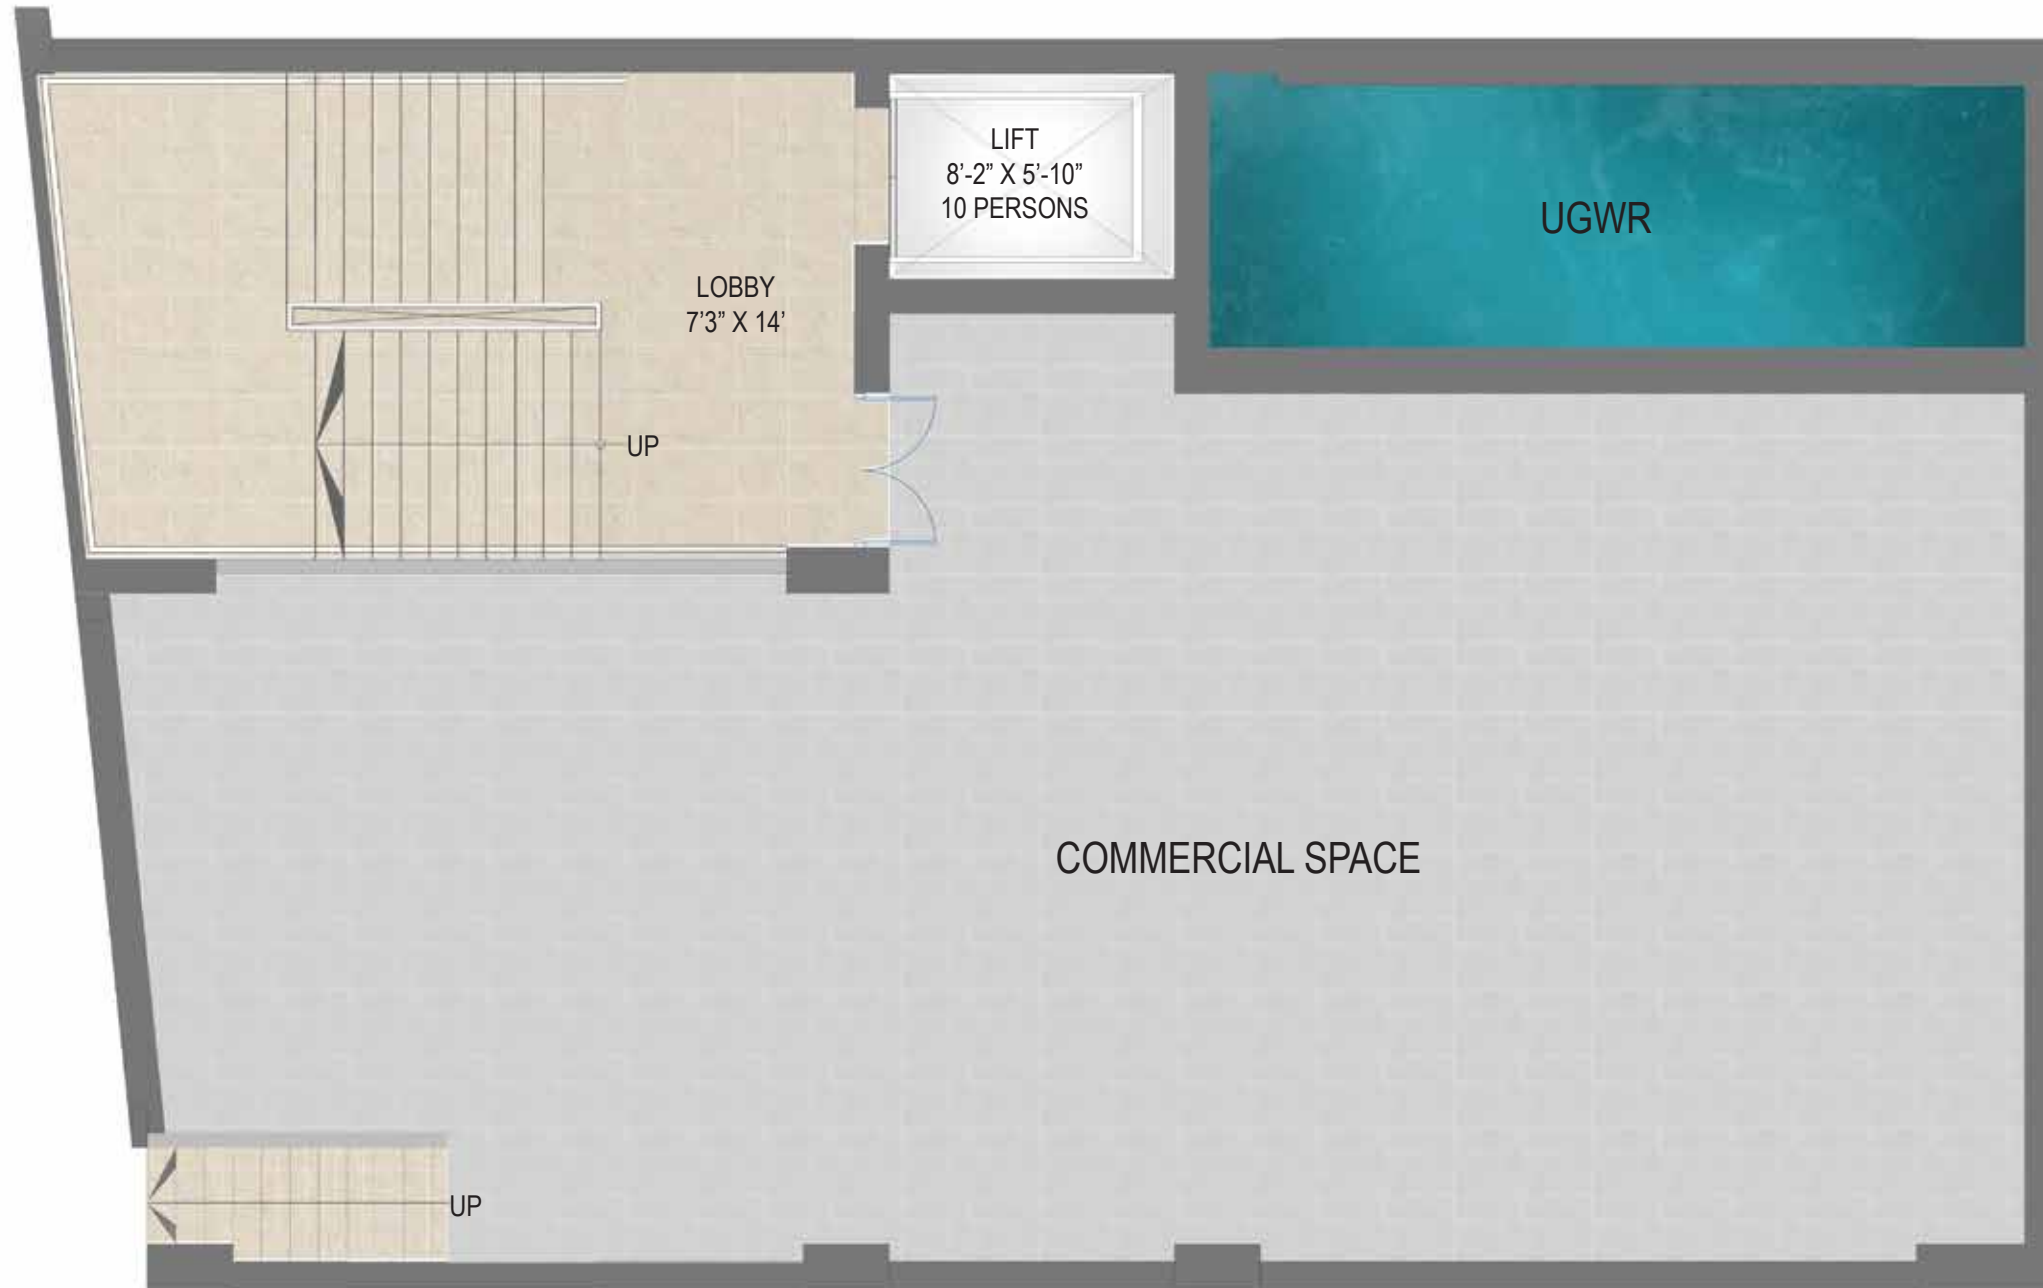 LIFT
8’-2” X 5’-10”
10 PERSONS
UGWR
LOBBY
7’3” X 14’
UP
COMMERCIAL SPACE
UP